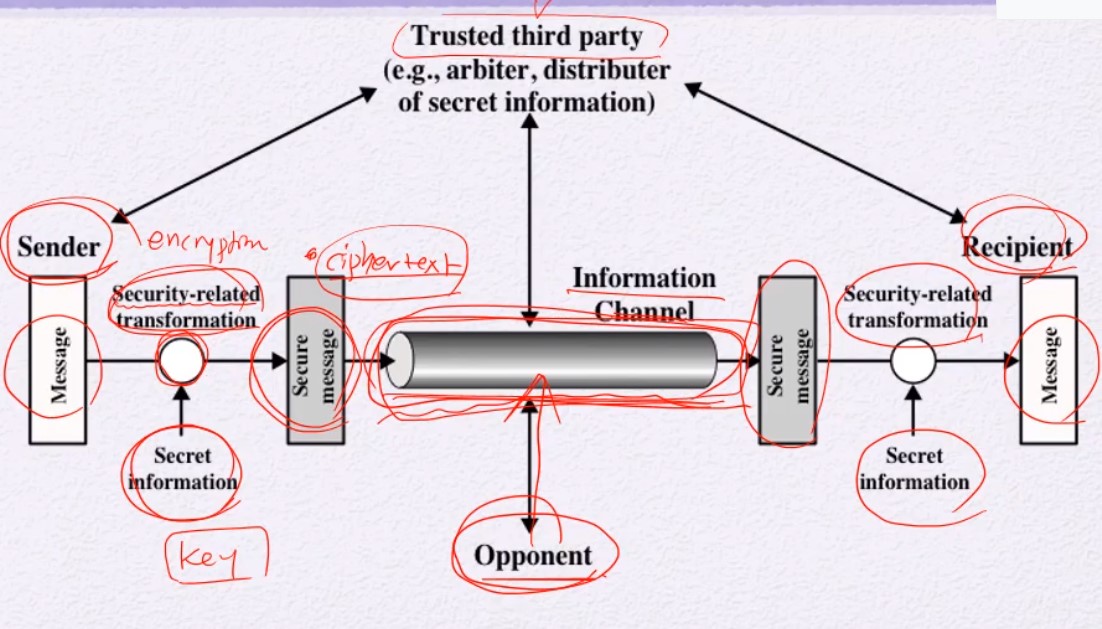 Trusted third party
(e.g., arbiter, distributer
of secret information)
Sender
encryption
ciphertext
Recipient
Information
Channel
Security-related
transformation
Security-related
transformation
Message
Secure
message
Secure
message
Message
Secret
information
Secret
information
key
Opponent